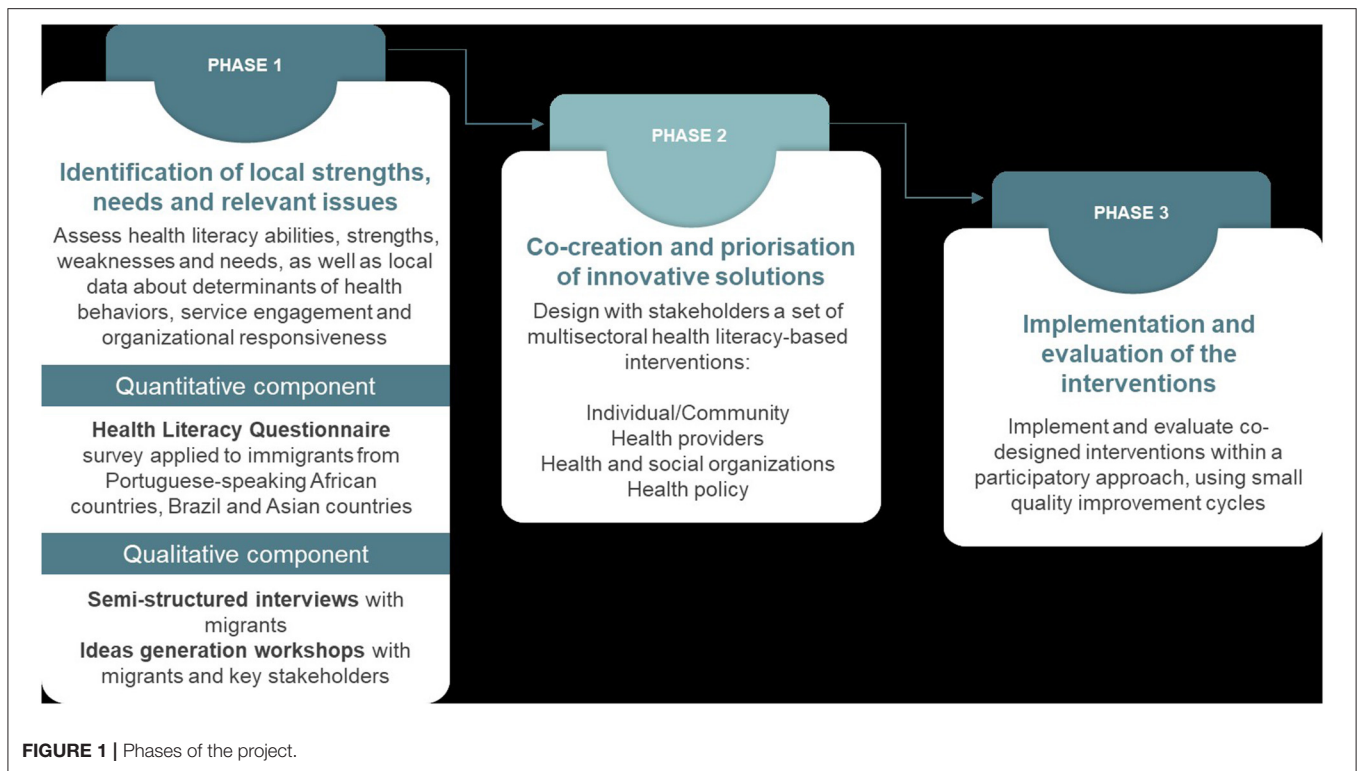 PHASE 1
Identification of local strengths,
needs and relevant issues
Assess health literacy abilities, strengths,
weaknesses and needs, as well as local
data about determinants of health
behaviors, service engagement and
organizational responsiveness
Quantitative component
Health Literacy Questionnaire
survey applied to immigrants from
Portuguese-speaking African
countries, Brazil and Asian countries
Qualitative component
Semi-structured interviews with
migrants
Ideas generation workshops with
migrants and key stakeholders
PHASE 2
Co-creation and priorisation
of innovative solutions
Design with stakeholders a set of
multisectoral health literacy-based
interventions:
Individual/Community
Health providers
Health and social organizations
Health policy
PHASE 3
Implementation and
evaluation of the
interventions
Implement and evaluate co-
designed interventions within a
participatory approach, using small
quality improvement cycles
FIGURE 1 | Phases of the project.